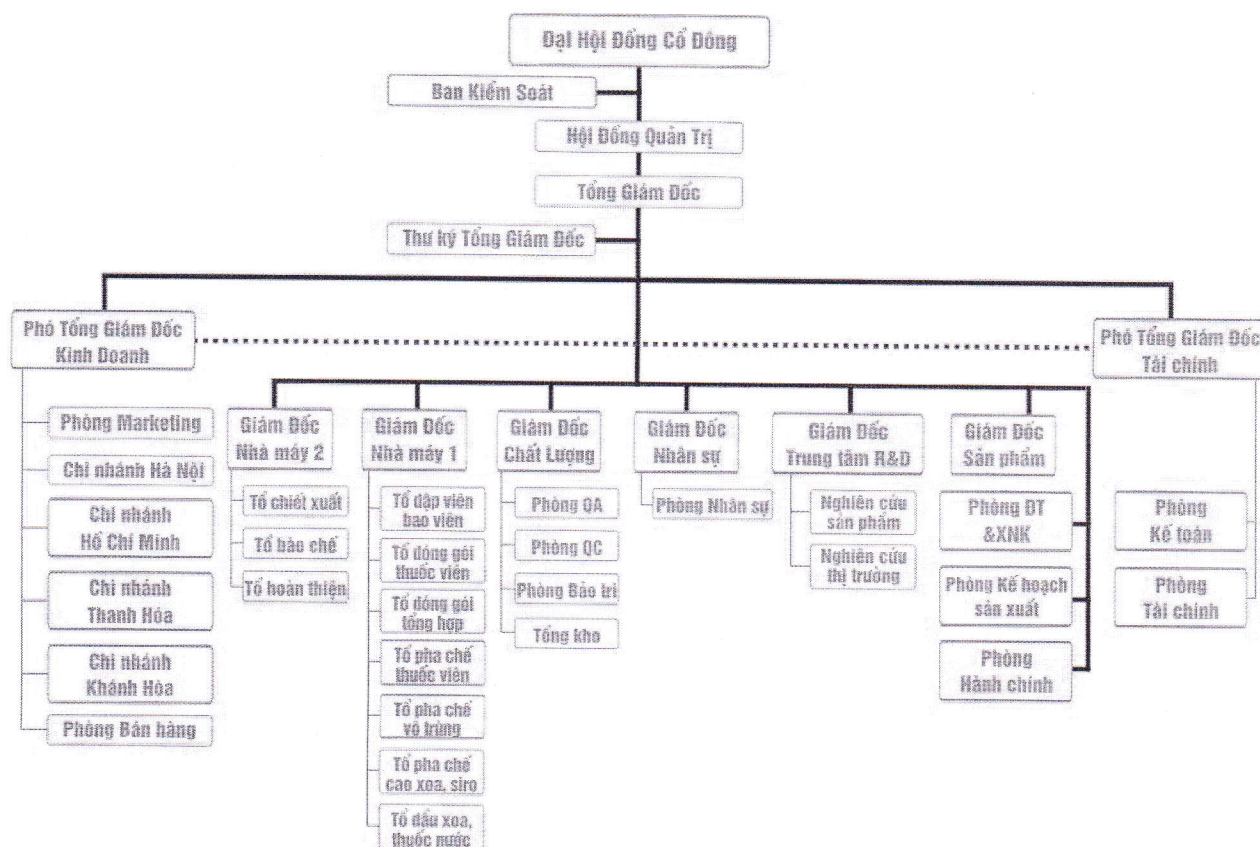 Đại Hội Đồng Cổ Đông
Ban Kiểm Soát
Hội Đồng Quản Trị
Tổng Giám Đốc
Thư ký Tổng Giám Đốc
Phó Tổng Giám Đốc
Kinh Doanh
Phó Tổng Giám Đốc
Tài chính
Phòng Marketing
Chi nhánh Hà Nội
Chi nhánh
Hồ Chí Minh
Chi nhánh
Thanh Hóa
Chi nhánh
Khánh Hòa
Phòng Bán hàng
Giám Đốc
Nhà máy 2
Tổ chiết xuất
Tổ bào chế
Tổ hoàn thiện
Giám Đốc
Nhà máy 1
Tổ dập viên
bao viên
Tổ đóng gói
thuốc viên
Tổ đóng gói
tổng hợp
Tổ pha chế
thuốc viên
Tổ pha chế
vô trùng
Tổ pha chế
cao xoa, siro
Tổ dầu xoa,
thuốc nước
Giám Đốc
Chất Lượng
Phòng QA
Phòng QC
Phòng Bảo trì
Tổng kho
Giám Đốc
Nhân sự
Phòng Nhân sự
Giám Đốc
Trung tâm R&D
Nghiên cứu
sản phẩm
Nghiên cứu
thị trường
Giám Đốc
Sản phẩm
Phòng ĐT
&XNK
Phòng Kế hoạch
sản xuất
Phòng
Hành chính
Phòng
Kế toán
Phòng
Tài chính